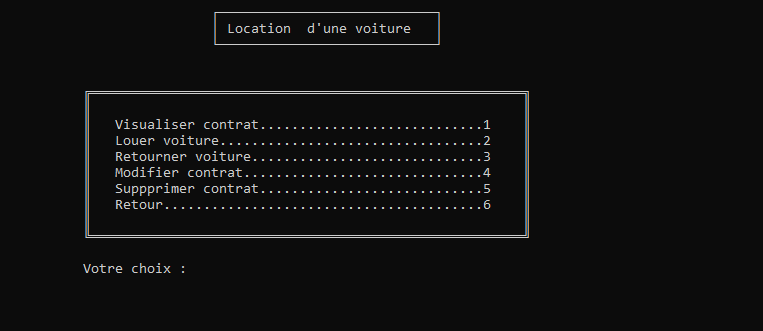 Location  d'une voiture
Visualiser contrat............................1
Louer voiture.................................2
Retourner voiture.............................3
Modifier contrat..............................4
Suppprimer contrat............................5
Retour........................................6
Votre choix :